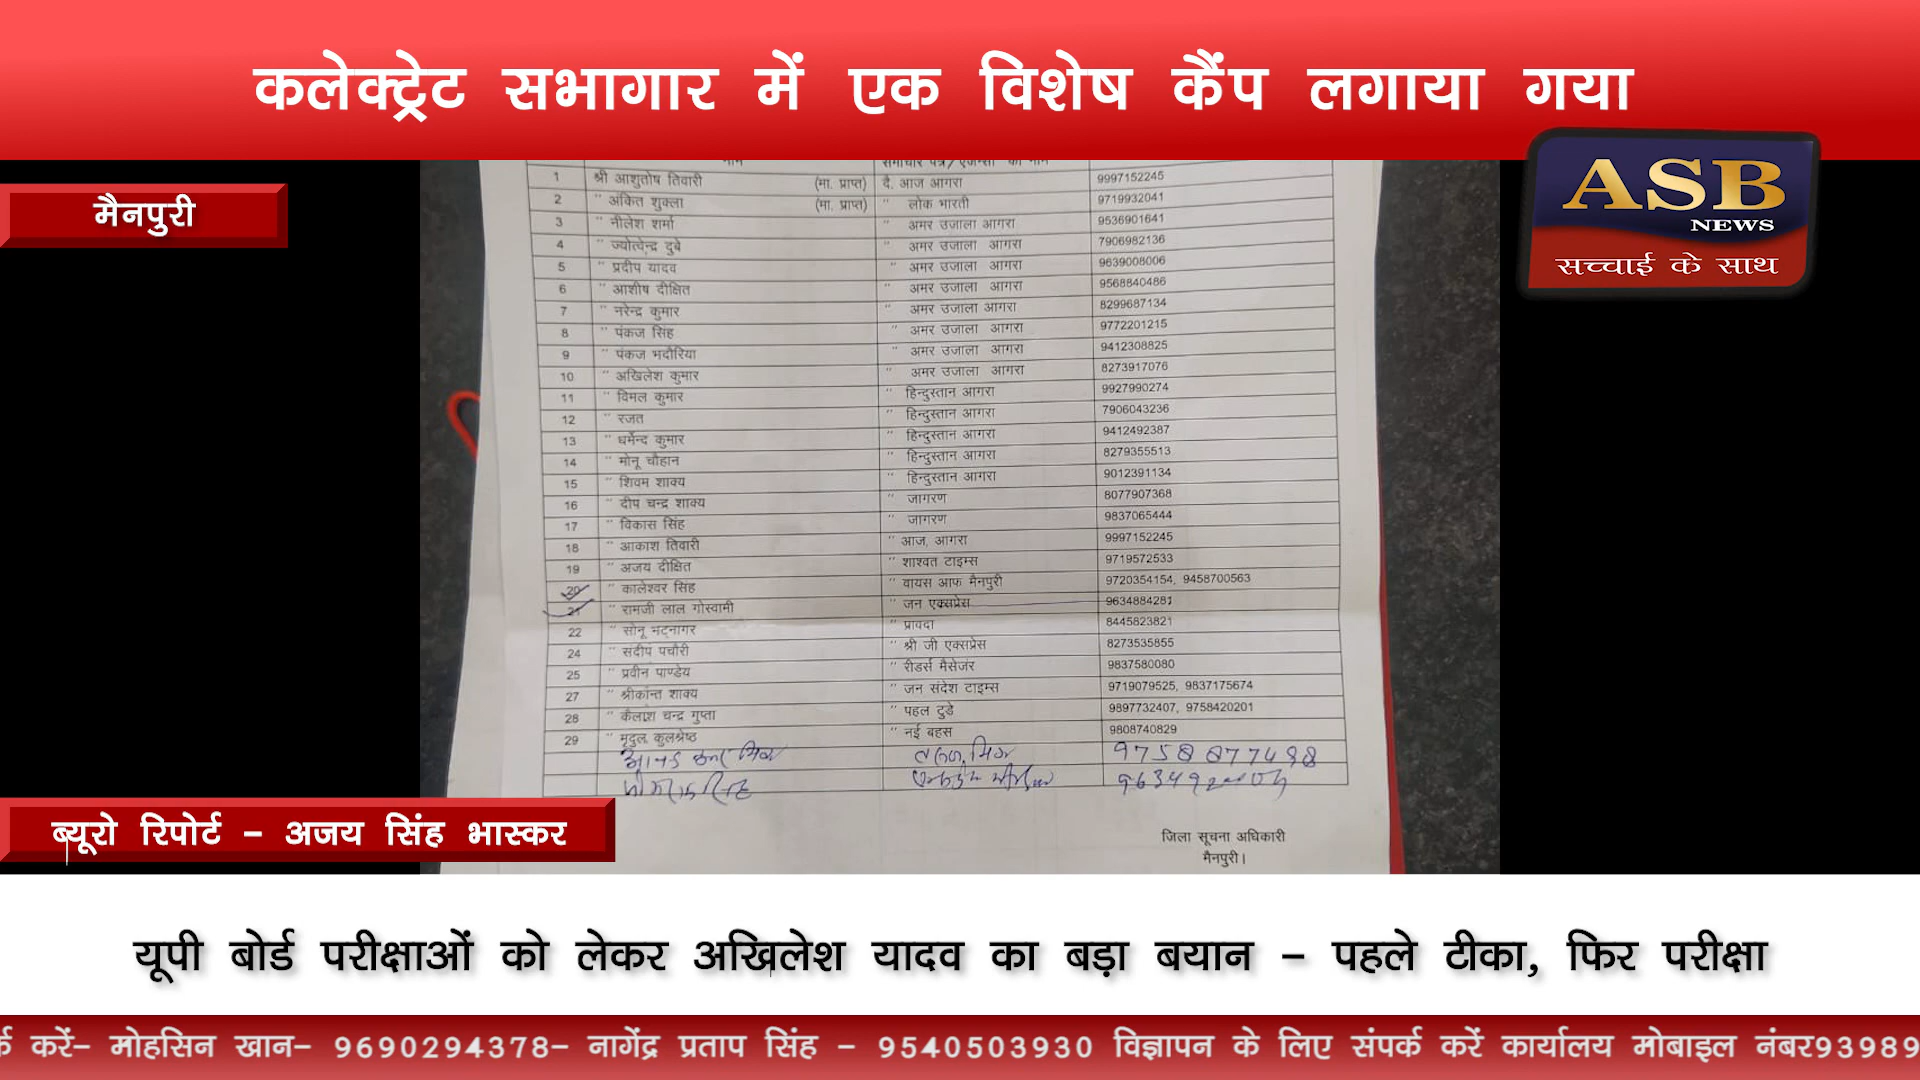 कलेक्ट्रेट सभागार में एक विशेष कैंप लगाया गया
ASB
NEWS
सच्चाई के साथ
मैनपुरी
नाम समाचार पत्र/एजेन्सी का नाम
1 श्री आशुतोष तिवारी (मा. प्राप्त) दै. आज आगरा 9997152245
2 " अंकित शुक्ला (मा. प्राप्त) " लोक भारती 9719932041
3 " नीलेश शर्मा " अमर उजाला आगरा 9536901641
4 " ज्योत्येन्द्र दुबे " अमर उजाला आगरा 7906982136
5 " प्रदीप यादव " अमर उजाला आगरा 9639008006
6 " आशीष दीक्षित " अमर उजाला आगरा 9568840486
7 " नरेन्द्र कुमार " अमर उजाला आगरा 8299687134
8 " पंकज सिंह " अमर उजाला आगरा 9772201215
9 " पंकज भदौरिया " अमर उजाला आगरा 9412308825
10 " अखिलेश कुमार " अमर उजाला आगरा 8273917076
11 " विमल कुमार " हिन्दुस्तान आगरा 9927990274
12 " रजत " हिन्दुस्तान आगरा 7906043236
13 " धर्मेन्द कुमार " हिन्दुस्तान आगरा 9412492387
14 " मोनू चौहान " हिन्दुस्तान आगरा 8279355513
15 " शिवम शाक्य " हिन्दुस्तान आगरा 9012391134
16 " दीप चन्द्र शाक्य " जागरण 8077907368
17 " विकास सिंह " जागरण 9837065444
18 " आकाश तिवारी " आज, आगरा 9997152245
19 " अजय दीक्षित " शाश्वत टाइम्स 9719572533
20 " कालेश्वर सिंह " वायस आफ मैनपुरी 9720354154, 9458700563
21 " रामजी लाल गोस्वामी " जन एक्सप्रेस 9634884281
22 " सोनू भटनागर " प्रावदा 8445823821
24 " संदीप पचौरी " श्री जी एक्सप्रेस 8273535855
25 " प्रवीन पाण्डेय " रीडर्स मैसेजंर 9837580080
27 " श्रीकान्त शाक्य " जन संदेश टाइम्स 9719079525, 9837175674
28 " कैलाश चन्द्र गुप्ता " पहल टुडे 9897732407, 9758420201
29 " मृदुल कुलश्रेष्ठ " नई बहस 9808740829
जिला सूचना अधिकारी
मैनपुरी।
ब्यूरो रिपोर्ट – अजय सिंह भास्कर
यूपी बोर्ड परीक्षाओं को लेकर अखिलेश यादव का बड़ा बयान – पहले टीका, फिर परीक्षा
र्क करें– मोहसिन खान– 9690294378– नागेंद्र प्रताप सिंह – 9540503930 विज्ञापन के लिए संपर्क करें कार्यालय मोबाइल नंबर93989